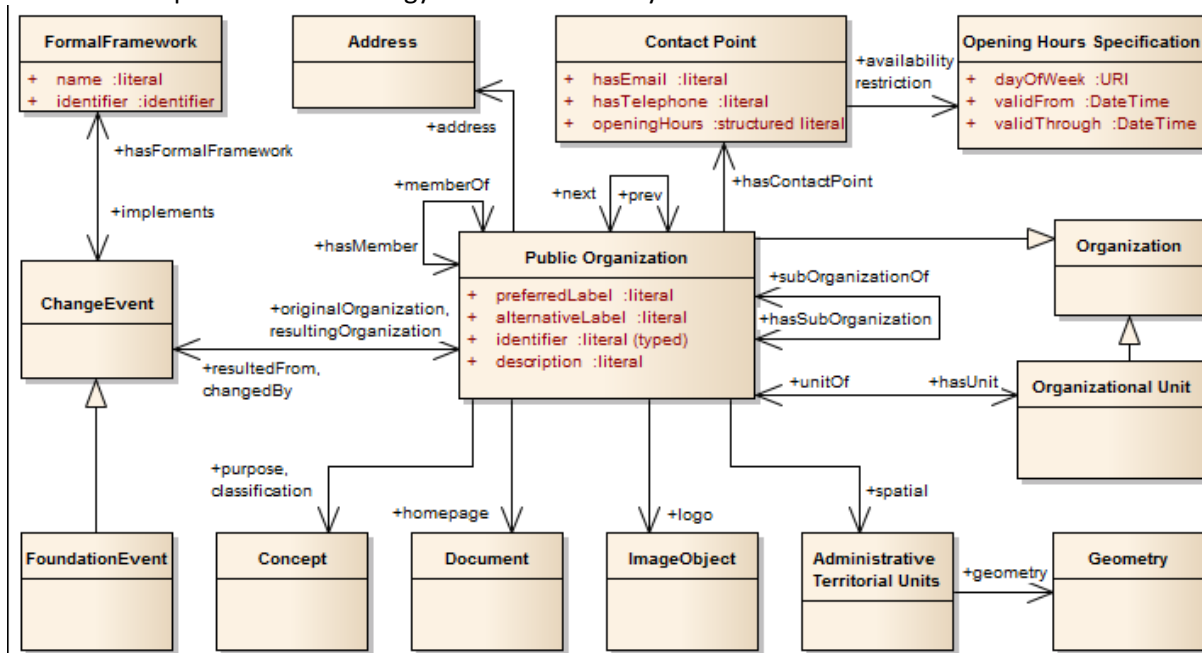 FormalFramework
+ name :literal
+ identifier :identifier
Address
Contact Point
+ hasEmail :literal
+ hasTelephone :literal
+ openingHours :structured literal
+availability
restriction
Opening Hours Specification
+ dayOfWeek :URI
+ validFrom :DateTime
+ validThrough :DateTime
+address
+hasFormalFramework
+implements
+memberOf
+hasMember
+next
+prev
+hasContactPoint
Public Organization
+ preferredLabel :literal
+ alternativeLabel :literal
+ identifier :literal (typed)
+ description :literal
Organization
+subOrganizationOf
+hasSubOrganization
ChangeEvent
+originalOrganization,
resultingOrganization
+resultedFrom,
changedBy
+unitOf
+hasUnit
Organizational Unit
+purpose,
classification
+homepage
+logo
+spatial
FoundationEvent
Concept
Document
ImageObject
Administrative
Territorial Units
+geometry
Geometry